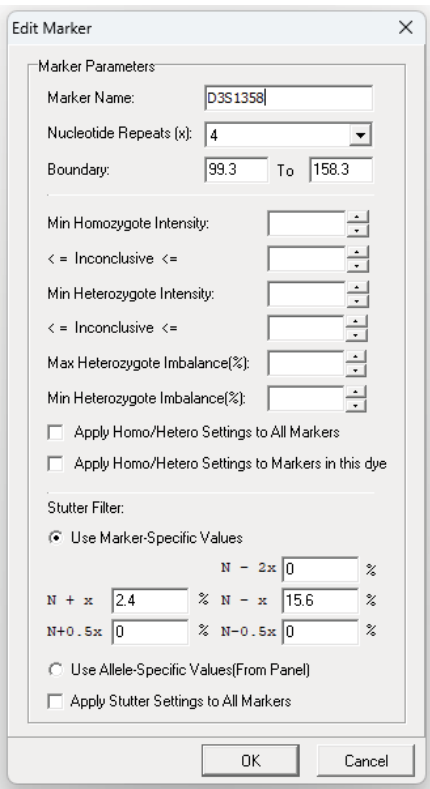 Edit Marker
Marker Parameters
Marker Name: D3S1358
Nucleotide Repeats (x): 4
Boundary: 99.3 To 158.3
Min Homozygote Intensity:
< = Inconclusive <=
Min Heterozygote Intensity:
< = Inconclusive <=
Max Heterozygote Imbalance(%):
Min Heterozygote Imbalance(%):
Apply Homo/Hetero Settings to All Markers
Apply Homo/Hetero Settings to Markers in this dye
Stutter Filter:
Use Marker-Specific Values
N - 2x 0 %
N + x 2.4 % N - x 15.6 %
N+0.5x 0 % N-0.5x 0 %
Use Allele-Specific Values(From Panel)
Apply Stutter Settings to All Markers
OK Cancel